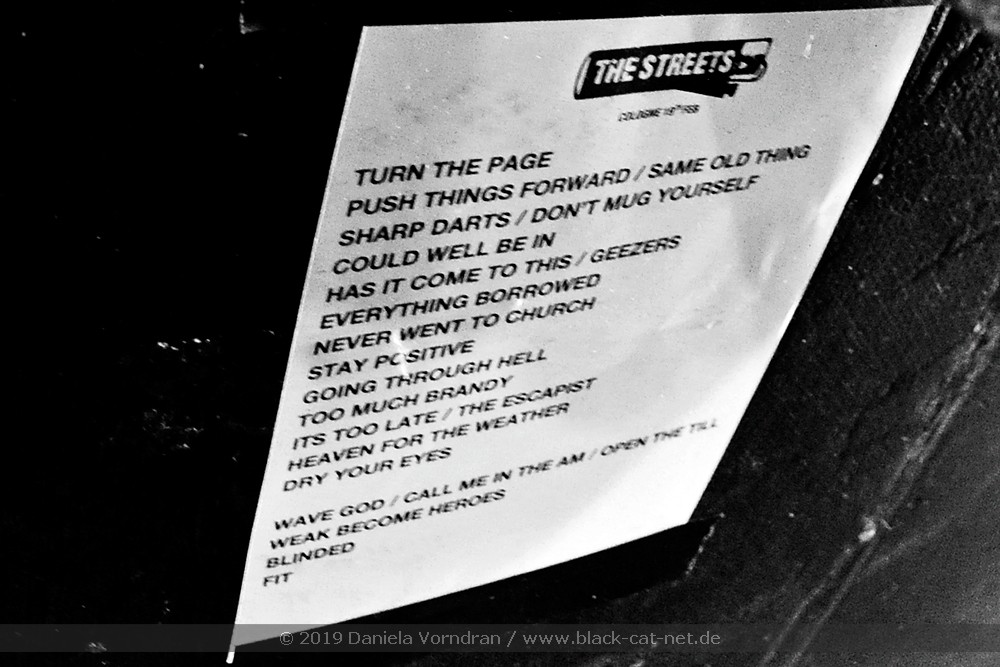 THE STREETS
COLOGNE 19TH FEB
TURN THE PAGE
PUSH THINGS FORWARD / SAME OLD THING
SHARP DARTS / DON'T MUG YOURSELF
COULD WELL BE IN
HAS IT COME TO THIS / GEEZERS
EVERYTHING BORROWED
NEVER WENT TO CHURCH
STAY POSITIVE
GOING THROUGH HELL
TOO MUCH BRANDY
ITS TOO LATE / THE ESCAPIST
HEAVEN FOR THE WEATHER
DRY YOUR EYES
WAVE GOD / CALL ME IN THE AM / OPEN THE TILL
WEAK BECOME HEROES
BLINDED
FIT
© 2019 Daniela Vorndran / www.black-cat-net.de